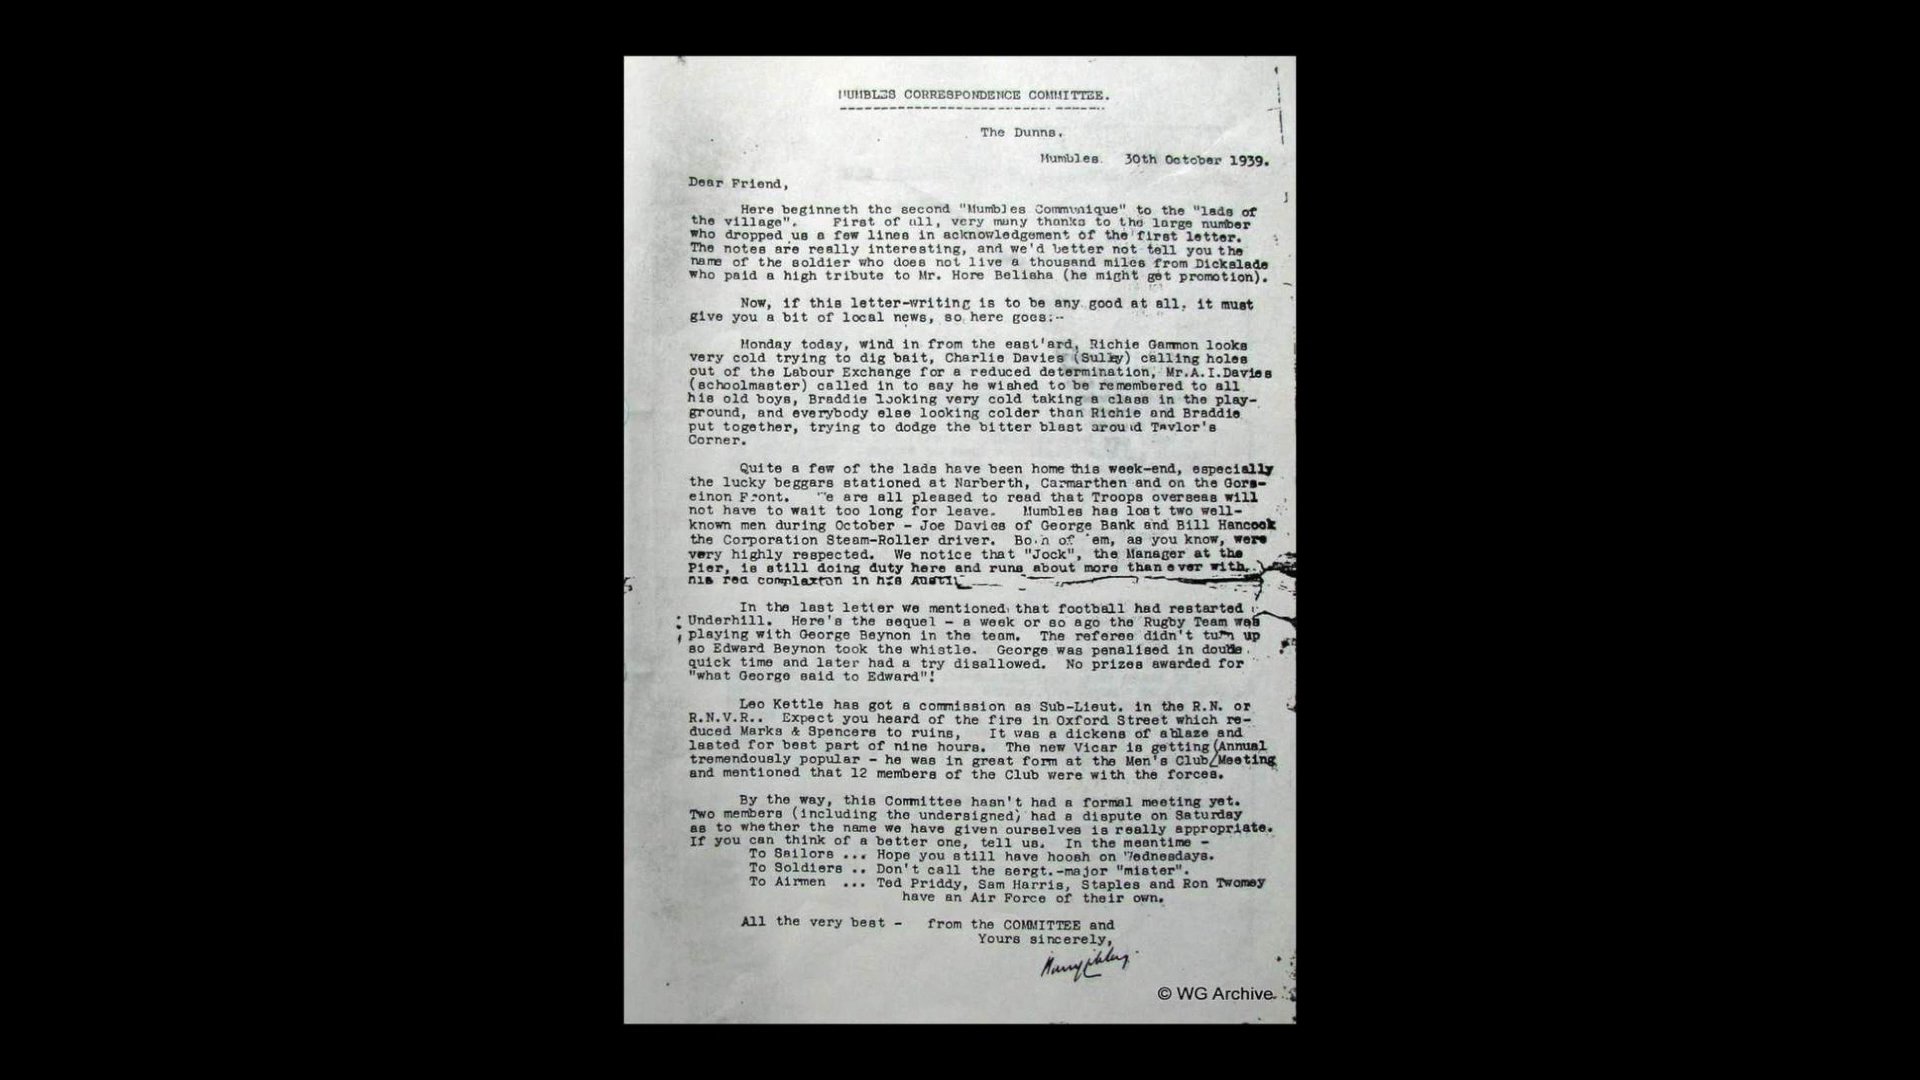 MUMBLES CORRESPONDENCE COMMITTEE.
The Dunns.
Mumbles. 30th October 1939.
Dear Friend,
Here beginneth the second "Mumbles Communique" to the "lads of
the village". First of all, very many thanks to the large number
who dropped us a few lines in acknowledgement of the first letter.
The notes are really interesting, and we'd better not tell you the
name of the soldier who does not live a thousand miles from Dickslade
who paid a high tribute to Mr. Hore Belisha (he might get promotion).
Now, if this letter-writing is to be any good at all, it must
give you a bit of local news, so here goes:-
Monday today, wind in from the east'ard, Richie Gammon looks
very cold trying to dig bait, Charlie Davies (Sully) calling holes
out of the Labour Exchange for a reduced determination, Mr.A.I.Davies
(schoolmaster) called in to say he wished to be remembered to all
his old boys, Braddie looking very cold taking a class in the play-
ground, and everybody else looking colder than Richie and Braddie
put together, trying to dodge the bitter blast around Taylor's
Corner.
Quite a few of the lads have been home this week-end, especially
the lucky beggars stationed at Narberth, Carmarthen and on the Gors-
einon Front. We are all pleased to read that Troops overseas will
not have to wait too long for leave. Mumbles has lost two well-
known men during October - Joe Davies of George Bank and Bill Hancock
the Corporation Steam-Roller driver. Both of 'em, as you know, were
very highly respected. We notice that "Jock", the Manager at the
Pier, is still doing duty here and runs about more than ever with
his red complexion in his Austin
In the last letter we mentioned that football had restarted
Underhill. Here's the sequel - a week or so ago the Rugby Team was
playing with George Beynon in the team. The referee didn't turn up
so Edward Beynon took the whistle. George was penalised in double
quick time and later had a try disallowed. No prizes awarded for
"what George said to Edward"!
Leo Kettle has got a commission as Sub-Lieut. in the R.N. or
R.N.V.R.. Expect you heard of the fire in Oxford Street which re-
duced Marks & Spencers to ruins, It was a dickens of ablaze and
lasted for best part of nine hours. The new Vicar is getting (Annual
tremendously popular - he was in great form at the Men's Club/Meeting
and mentioned that 12 members of the Club were with the forces.
By the way, this Committee hasn't had a formal meeting yet.
Two members (including the undersigned) had a dispute on Saturday
as to whether the name we have given ourselves is really appropriate.
If you can think of a better one, tell us. In the meantime -
To Sailors ... Hope you still have hoosh on Wednesdays.
To Soldiers .. Don't call the sergt.-major "mister".
To Airmen ... Ted Priddy, Sam Harris, Staples and Ron Twomey
have an Air Force of their own.
All the very best - from the COMMITTEE and
Yours sincerely,
© WG Archive